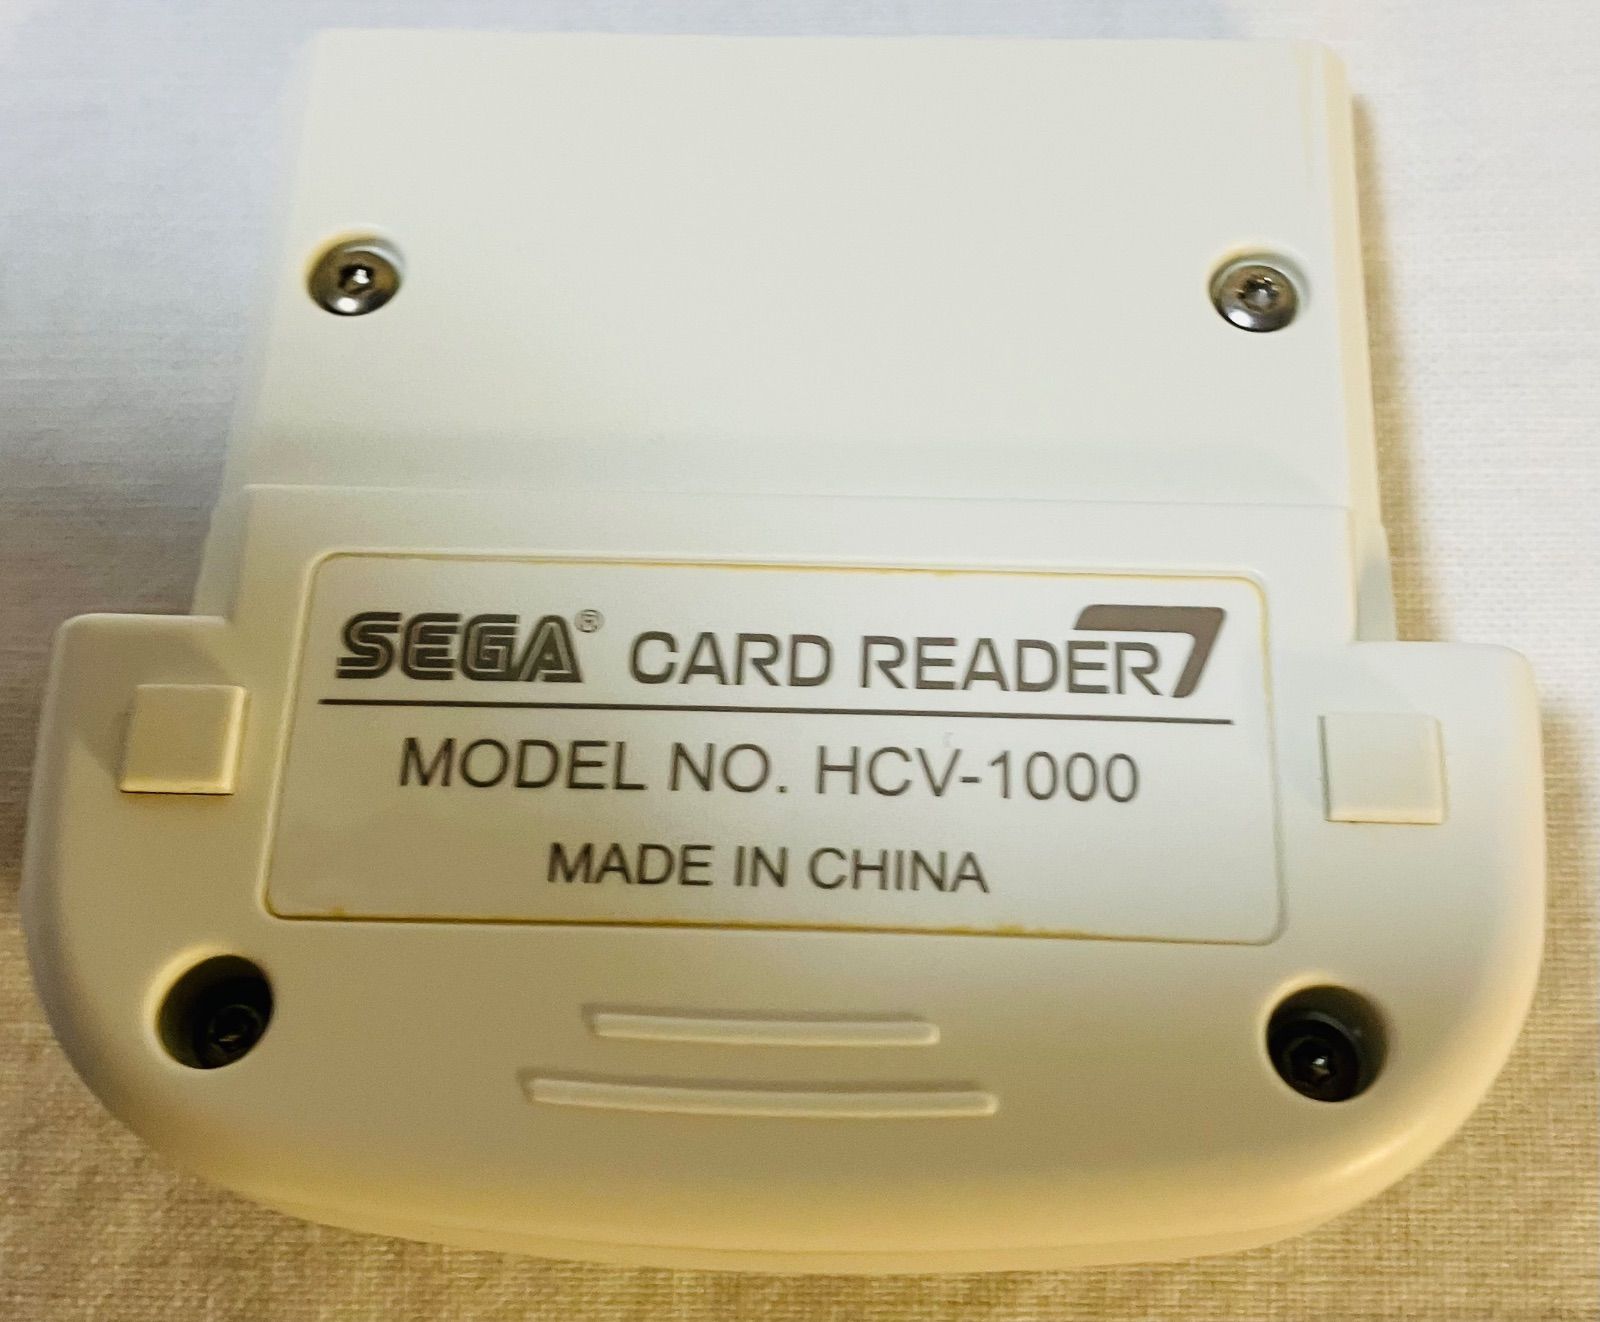 SEGA® CARD READER7
MODEL NO. HCV-1000
MADE IN CHINA